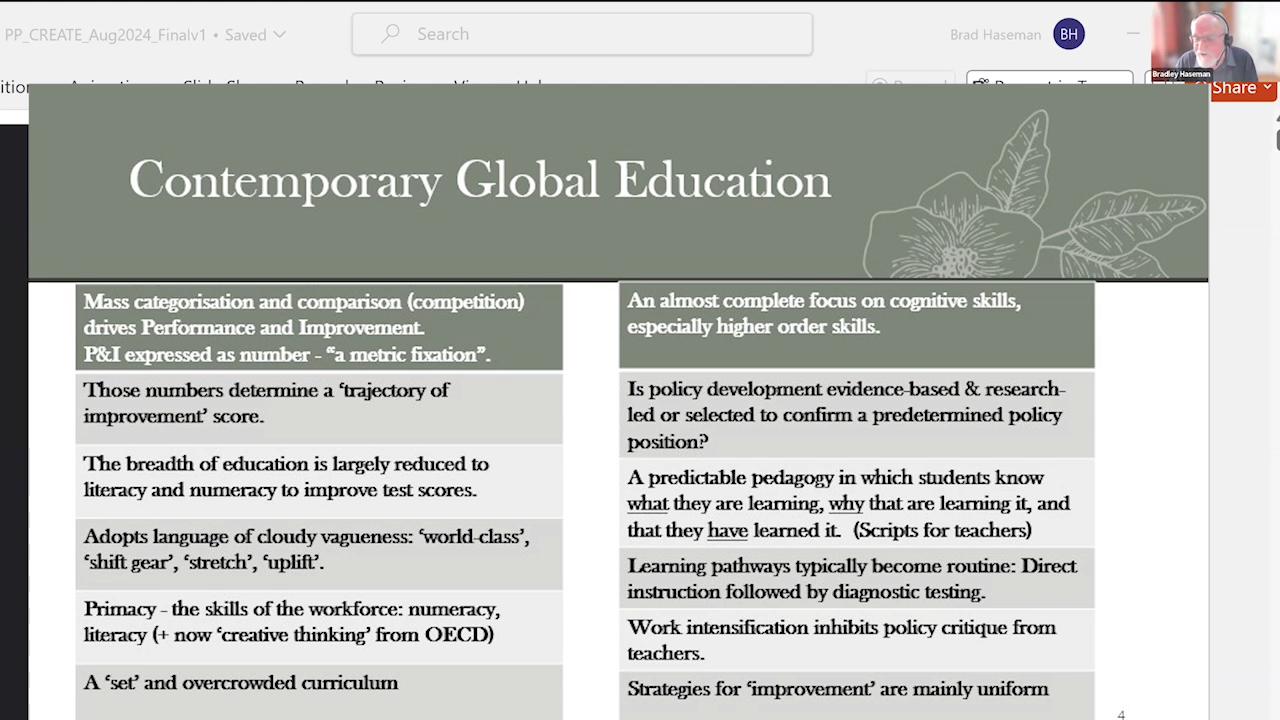 PP_CREATE_Aug2024_Finalv1 • Saved
Search
Brad Haseman
BH
Bradley Haseman
Share
Contemporary Global Education
Mass categorisation and comparison (competition)
drives Performance and Improvement.
P&I expressed as number - “a metric fixation”.
Those numbers determine a ‘trajectory of
improvement’ score.
The breadth of education is largely reduced to
literacy and numeracy to improve test scores.
Adopts language of cloudy vagueness: ‘world-class’,
‘shift gear’, ‘stretch’, ‘uplift’.
Primacy - the skills of the workforce: numeracy,
literacy (+ now ‘creative thinking’ from OECD)
A ‘set’ and overcrowded curriculum
An almost complete focus on cognitive skills,
especially higher order skills.
Is policy development evidence-based & research-
led or selected to confirm a predetermined policy
position?
A predictable pedagogy in which students know
what they are learning, why that are learning it, and
that they have learned it. (Scripts for teachers)
Learning pathways typically become routine: Direct
instruction followed by diagnostic testing.
Work intensification inhibits policy critique from
teachers.
Strategies for ‘improvement’ are mainly uniform
4